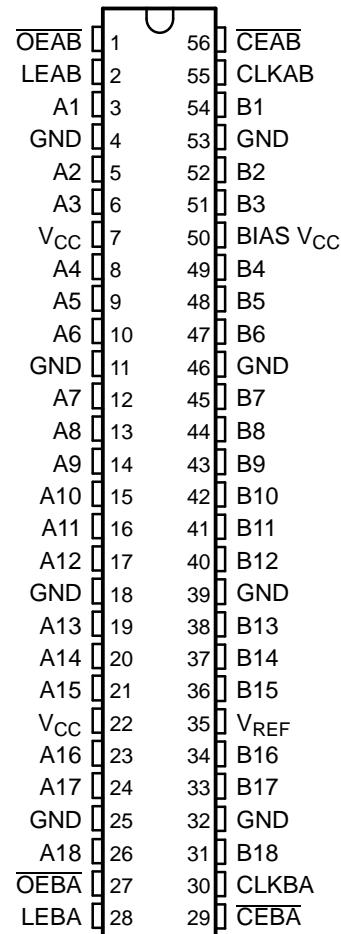 O̅E̅A̅B̅ 1 56 C̅E̅A̅B̅
LEAB 2 55 CLKAB
A1 3 54 B1
GND 4 53 GND
A2 5 52 B2
A3 6 51 B3
VCC 7 50 BIAS VCC
A4 8 49 B4
A5 9 48 B5
A6 10 47 B6
GND 11 46 GND
A7 12 45 B7
A8 13 44 B8
A9 14 43 B9
A10 15 42 B10
A11 16 41 B11
A12 17 40 B12
GND 18 39 GND
A13 19 38 B13
A14 20 37 B14
A15 21 36 B15
VCC 22 35 VREF
A16 23 34 B16
A17 24 33 B17
GND 25 32 GND
A18 26 31 B18
O̅E̅B̅A̅ 27 30 CLKBA
LEBA 28 29 C̅E̅B̅A̅